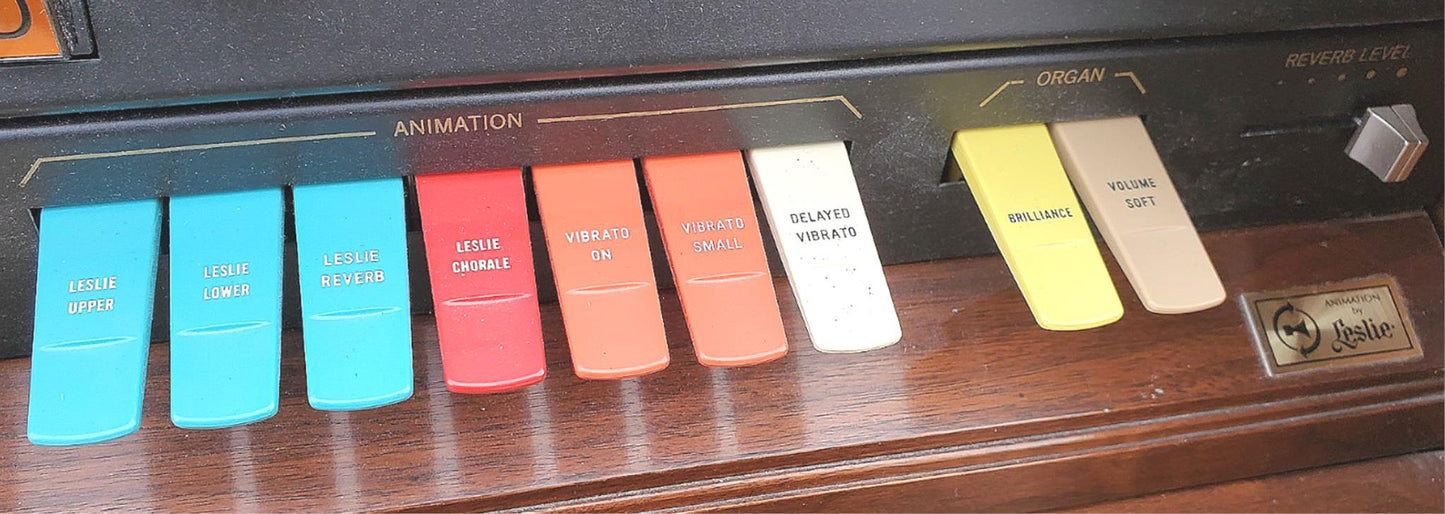 ANIMATION
LESLIE
UPPER
LESLIE
LOWER
LESLIE
REVERB
LESLIE
CHORALE
VIBRATO
ON
VIBRATO
SMALL
DELAYED
VIBRATO
ORGAN
BRILLIANCE
VOLUME
SOFT
REVERB LEVEL
ANIMATION
by
Leslie